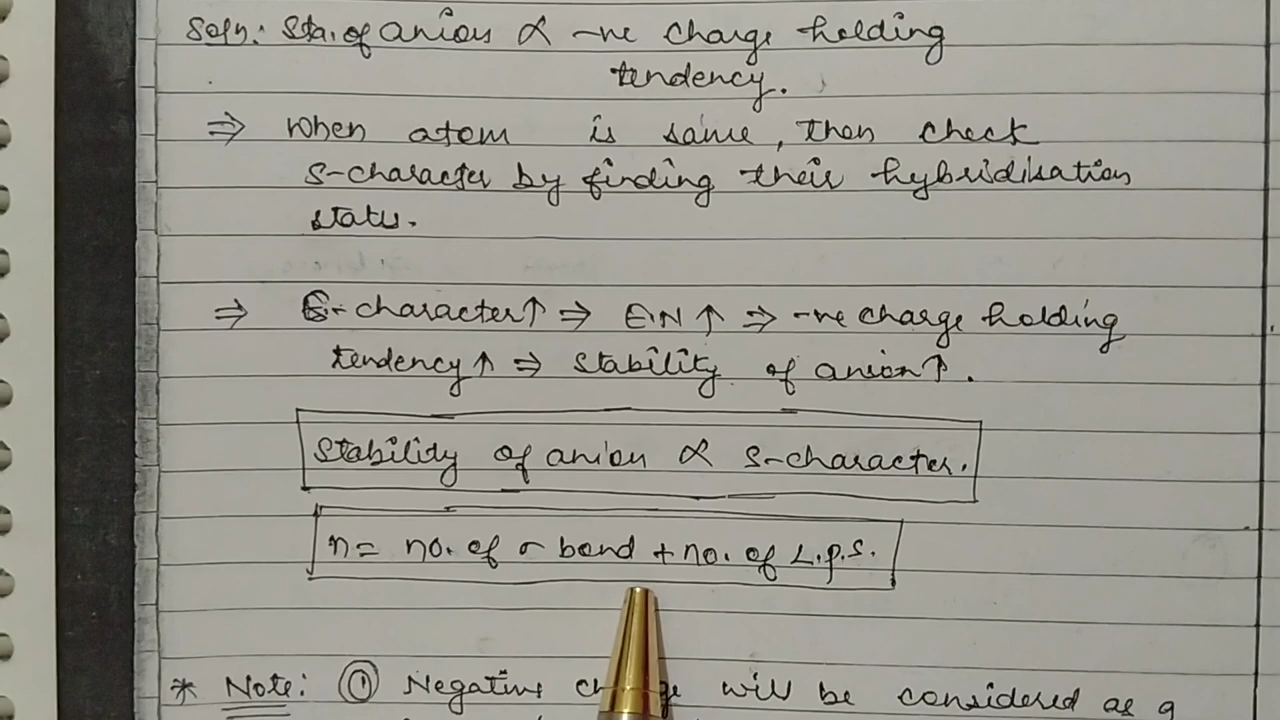 Soln: Sta. of anion ∝ -ve charge holding
tendency.
⇒ when atom is same, then check
s-character by finding their hybridisation
state.
⇒ S-character↑ ⇒ EN↑ ⇒ -ve charge holding
tendency↑ ⇒ stability of anion↑.
Stability of anion ∝ s-character.
n = no. of σ bond + no. of L.p.s.
* Note: ① Negative will be considered as a